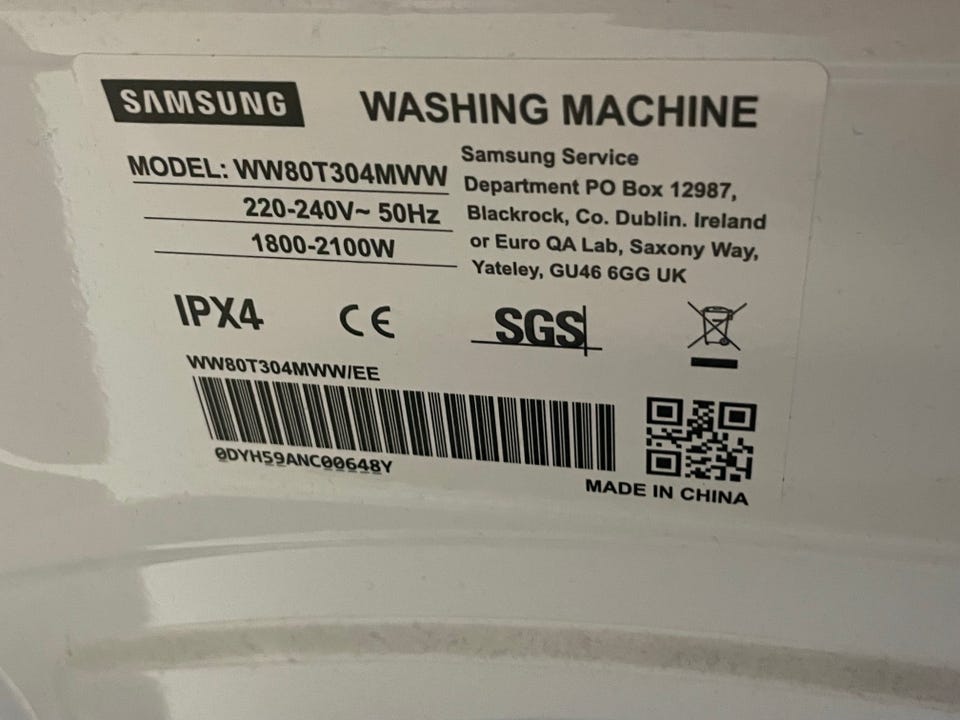 SAMSUNG WASHING MACHINE
MODEL: WW80T304MWW
220-240V~ 50Hz
1800-2100W
Samsung Service
Department PO Box 12987,
Blackrock, Co. Dublin. Ireland
or Euro QA Lab, Saxony Way,
Yateley, GU46 6GG UK
IPX4 CE SGS
WW80T304MWW/EE
0DYH59ANC00648Y
MADE IN CHINA